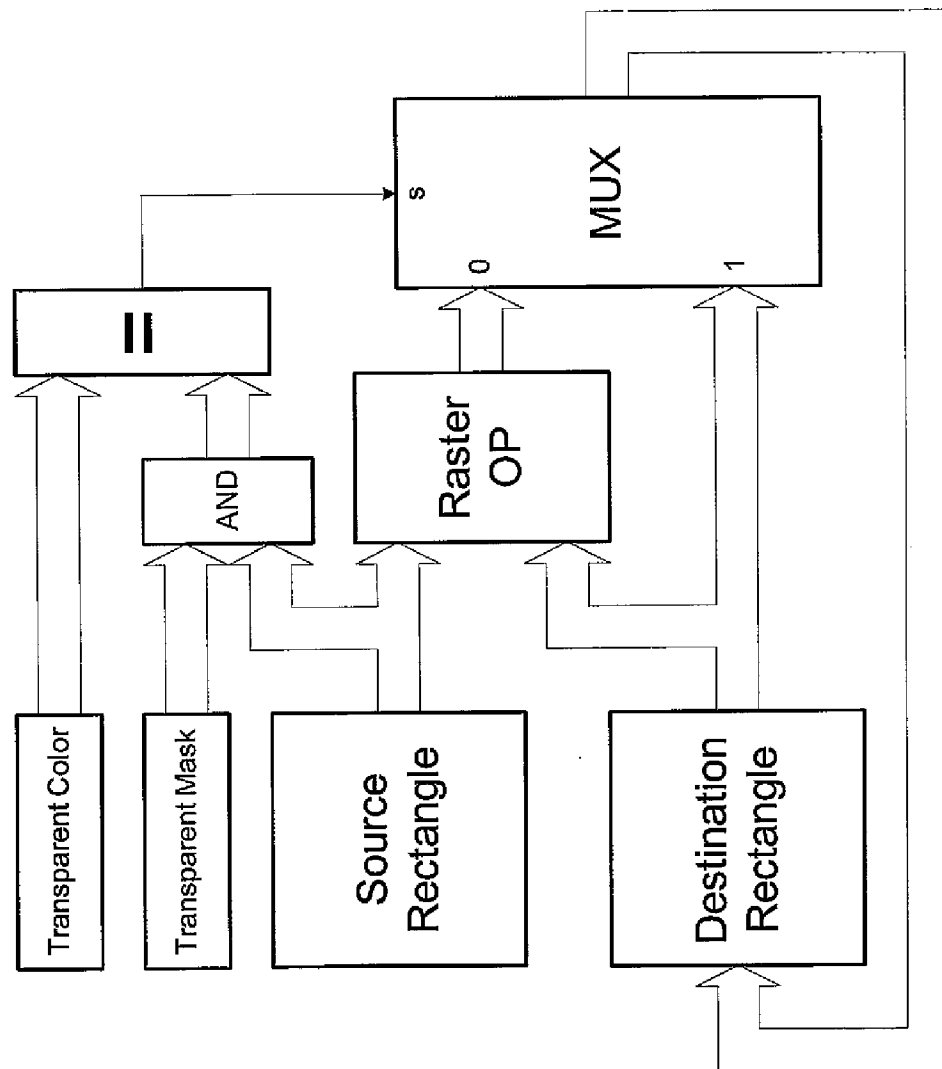 Transparent Color
Transparent Mask
Source
Rectangle
Destination
Rectangle
AND
=
Raster
OP
S
0
1
MUX